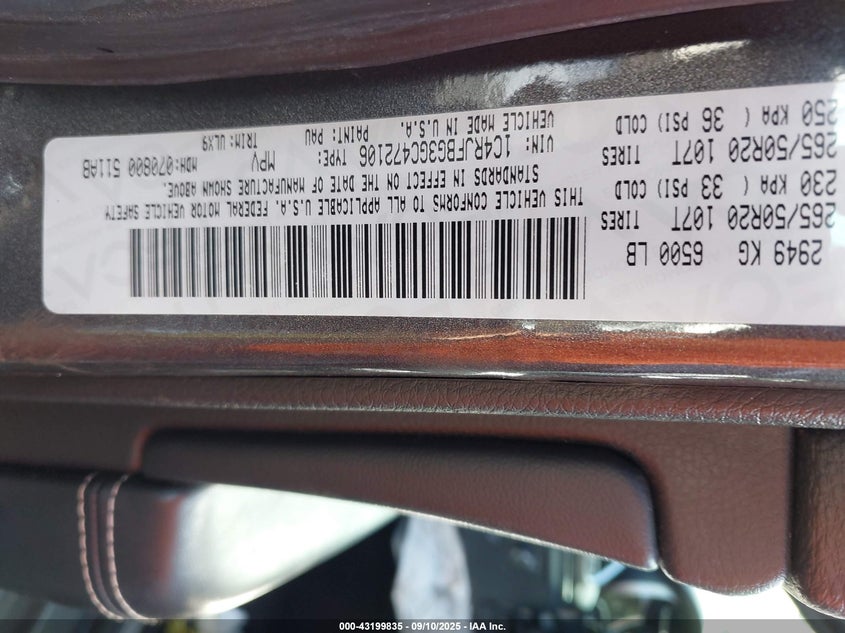 2949 KG 6500 LB
265/50R20 107T TIRES
230 KPA ( 33 PSI) COLD
265/50R20 107T TIRES
250 KPA ( 36 PSI) COLD
THIS VEHICLE CONFORMS TO ALL APPLICABLE U.S.A. FEDERAL MOTOR VEHICLE SAFETY
STANDARDS IN EFFECT ON THE DATE OF MANUFACTURE SHOWN ABOVE.
VIN: 1C4RJFBG3GC472106 TYPE: MPV MDH:070800 511AB
VEHICLE MADE IN U.S.A. PAINT: PAU TRIM:ULX9
000-43199835 - 09/10/2025 - IAA Inc.